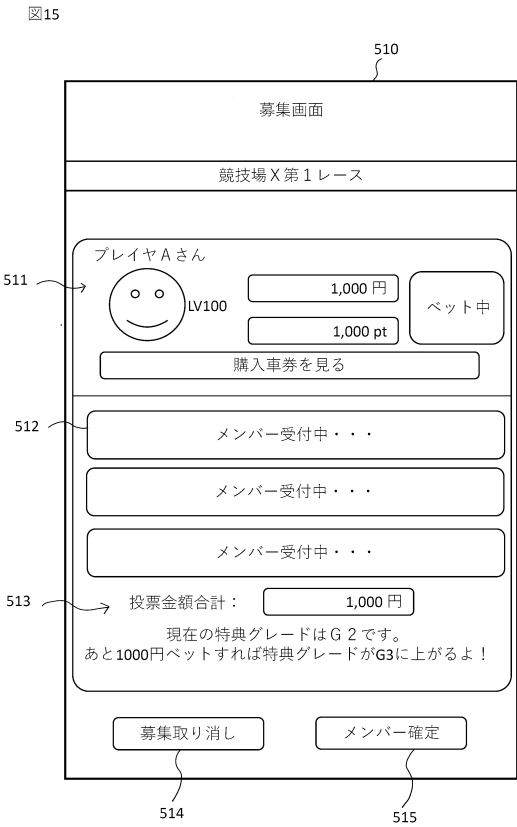 図15
510
募集画面
競技場X第1レース
プレイヤAさん
511
LV100
1,000 円
1,000 pt
ベット中
購入車券を見る
512
メンバー受付中・・・
メンバー受付中・・・
メンバー受付中・・・
513
投票金額合計： 1,000 円
現在の特典グレードはG2です。
あと1000円ベットすれば特典グレードがG3に上がるよ！
募集取り消し
メンバー確定
514
515